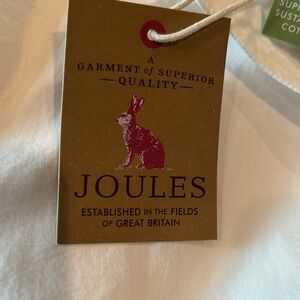 A
GARMENT of SUPERIOR
QUALITY
JOULES
ESTABLISHED IN THE FIELDS
OF GREAT BRITAIN